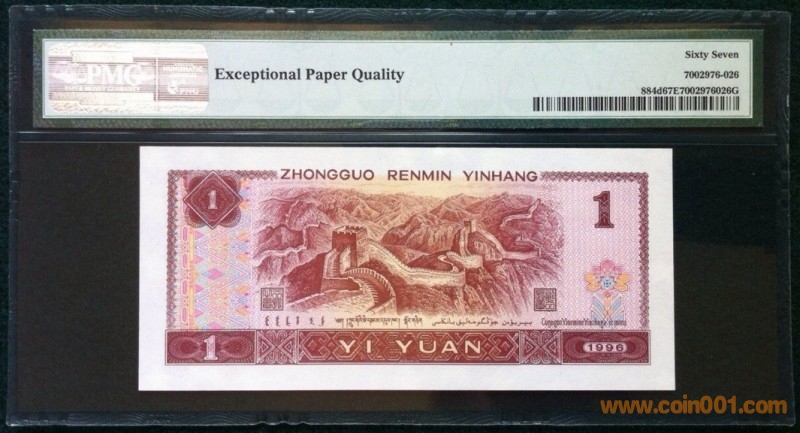 PMG
Exceptional Paper Quality
Sixty Seven
7002976-026
884d67E7002976026G
ZHONGGUO RENMIN YINHANG
1
1
1
YI YUAN
1996
www.coin001.com